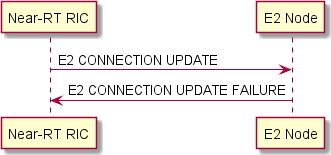 Near-RT RIC
E2 Node
E2 CONNECTION UPDATE
E2 CONNECTION UPDATE FAILURE
Near-RT RIC
E2 Node